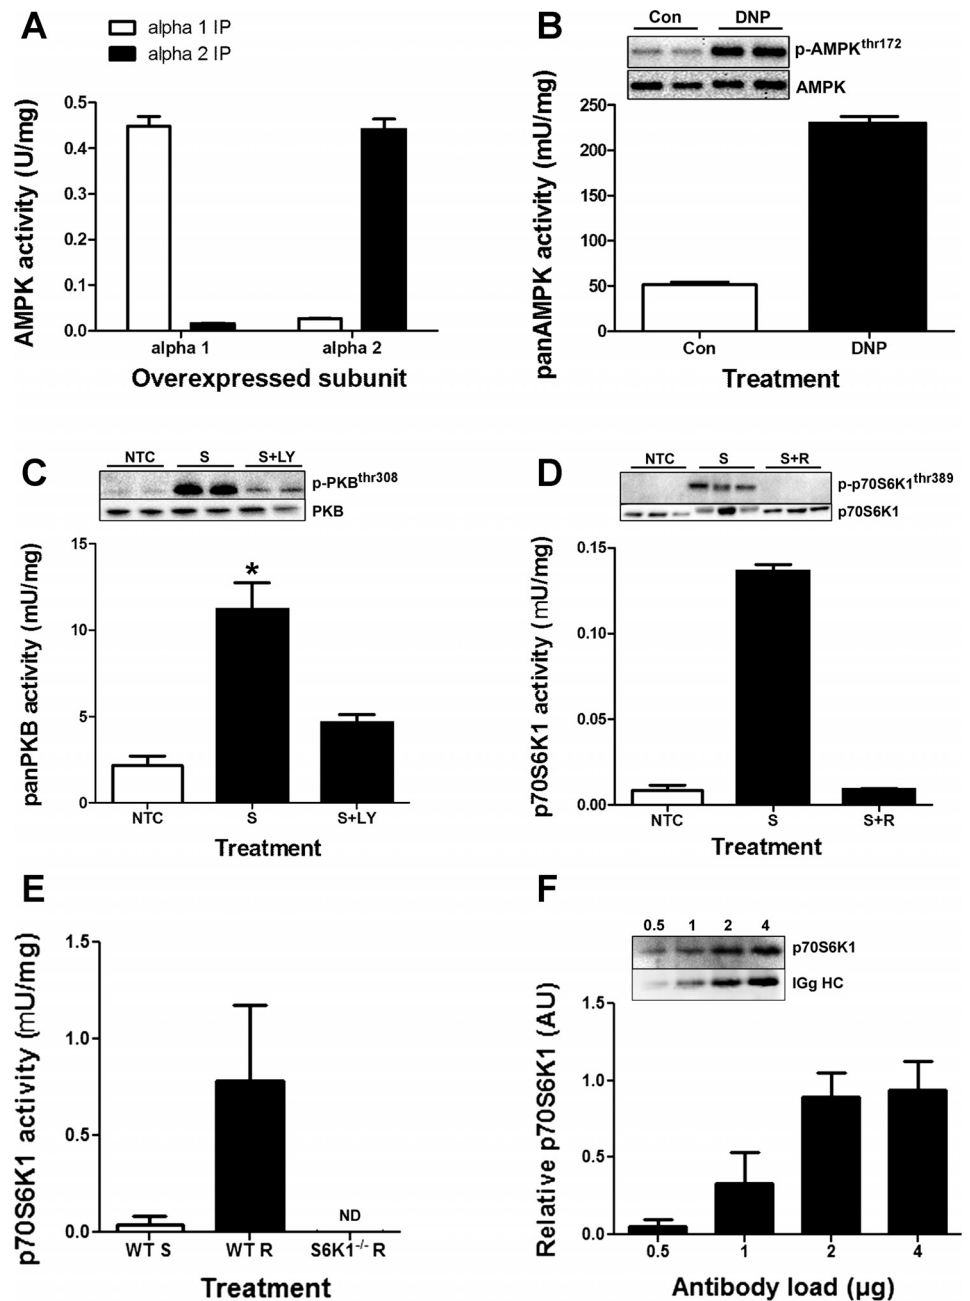 A
alpha 1 IP
alpha 2 IP
AMPK activity (U/mg)
0.5
0.4
0.3
0.2
0.1
0.0
alpha 1 alpha 2
Overexpressed subunit
B
Con DNP
p-AMPKthr172
AMPK
panAMPK activity (mU/mg)
250
200
150
100
50
0
Con DNP
Treatment
C
NTC S S+LY
p-PKBthr308
PKB
panPKB activity (mU/mg)
15
10
5
0
*
NTC S S+LY
Treatment
D
NTC S S+R
p-p70S6K1thr389
p70S6K1
p70S6K1 activity (mU/mg)
0.15
0.10
0.05
0.00
NTC S S+R
Treatment
E
p70S6K1 activity (mU/mg)
1.5
1.0
0.5
0.0
ND
WT S WT R S6K1-/- R
Treatment
F
0.5 1 2 4
p70S6K1
IGg HC
Relative p70S6K1 (AU)
1.5
1.0
0.5
0.0
0.5 1 2 4
Antibody load (µg)